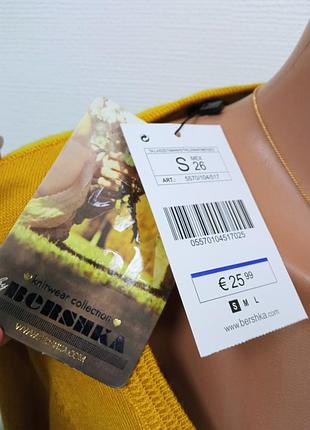 by
knitwear collection
BERSHKA
WWW.BERSHKA.COM
S MEX 26
ART.: 5570/104/517
05570104517025
€ 25 99
S M L
www.bershka.com